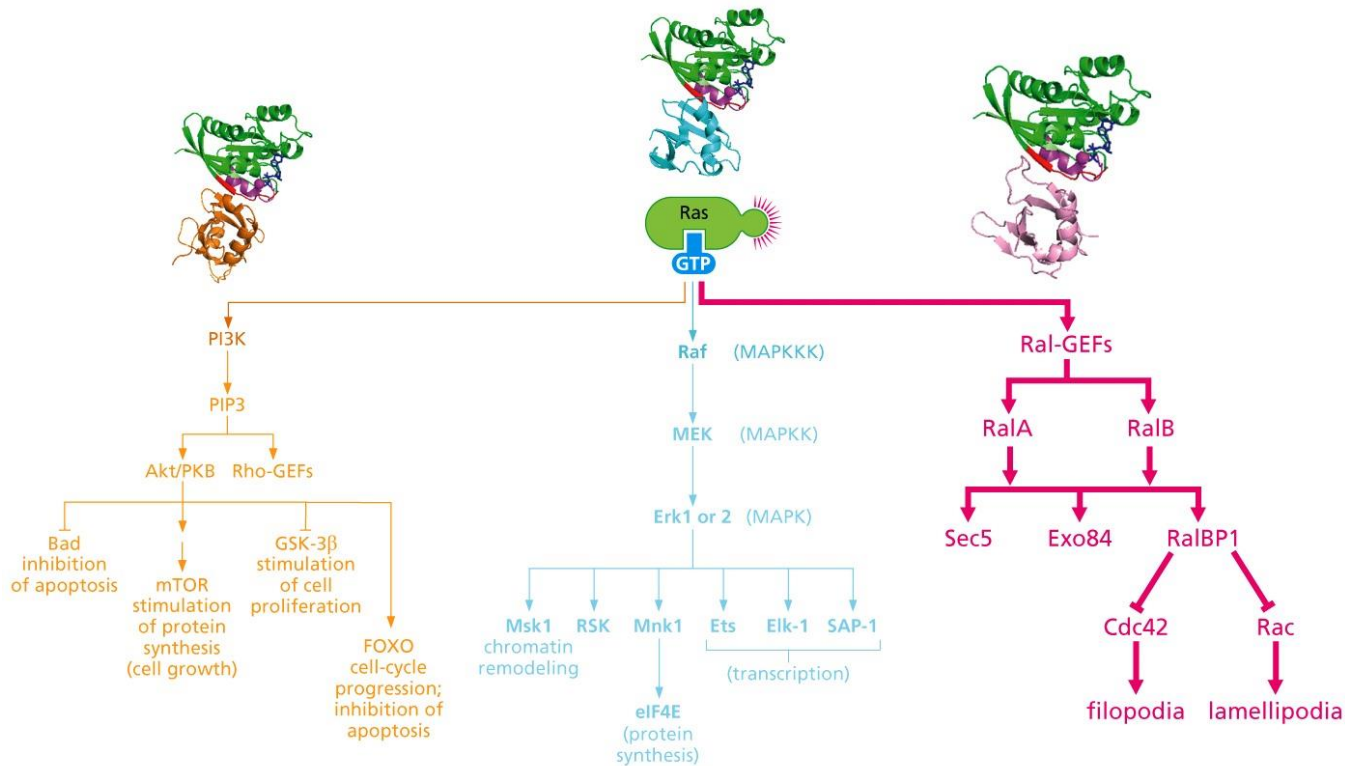 Ras
GTP
PI3K
PIP3
Akt/PKB
Rho-GEFs
Bad
inhibition
of apoptosis
mTOR
stimulation
of protein
synthesis
(cell growth)
GSK-3β
stimulation
of cell
proliferation
FOXO
cell-cycle
progression;
inhibition of
apoptosis
Raf (MAPKKK)
MEK (MAPKK)
Erk1 or 2 (MAPK)
Msk1
chromatin
remodeling
RSK
Mnk1
eIF4E
(protein
synthesis)
Ets
Elk-1
SAP-1
(transcription)
Ral-GEFs
RalA
RalB
Sec5
Exo84
RalBP1
Cdc42
Rac
filopodia
lamellipodia